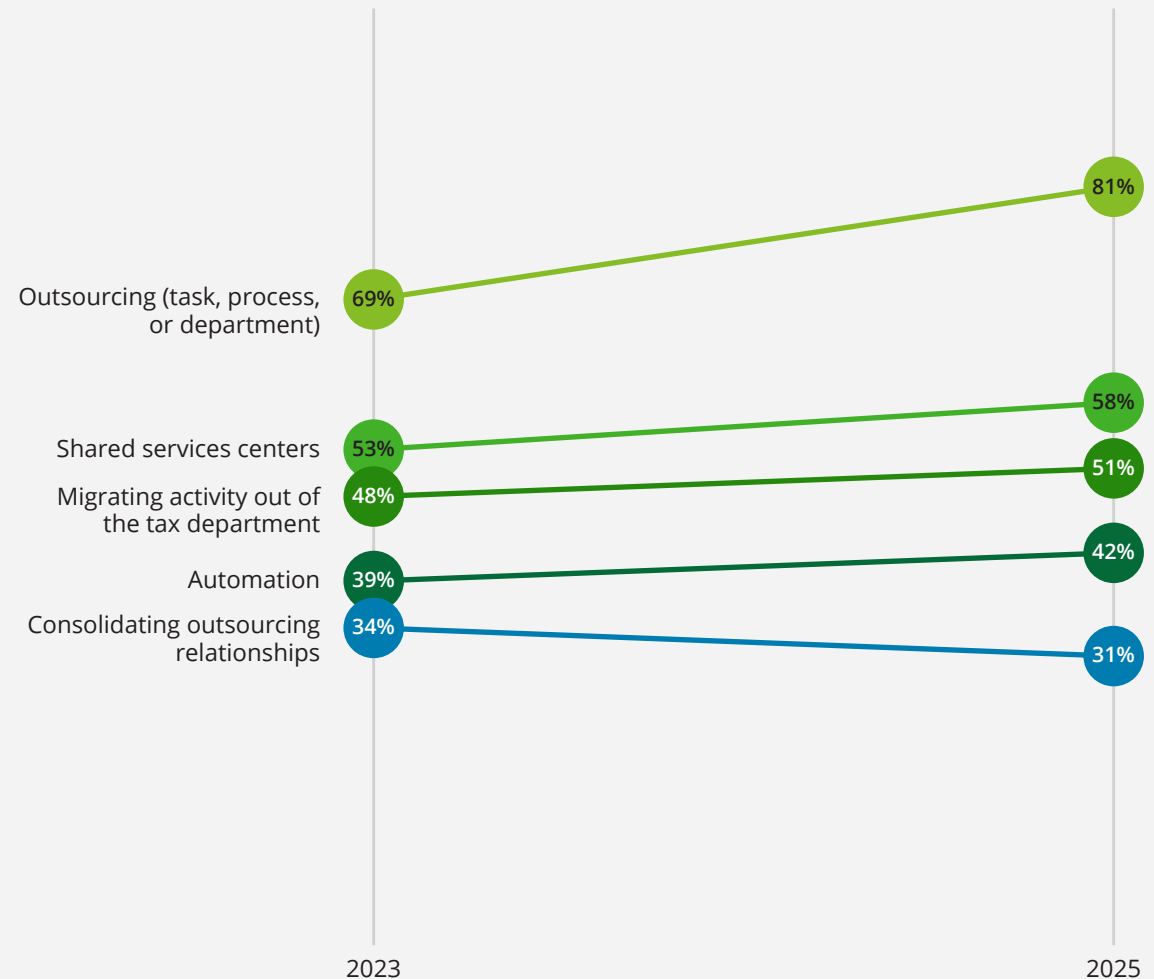 81%
Outsourcing (task, process,
or department)
69%
58%
Shared services centers
53%
51%
Migrating activity out of
the tax department
48%
42%
Automation
39%
Consolidating outsourcing
relationships
34%
31%
2023
2025